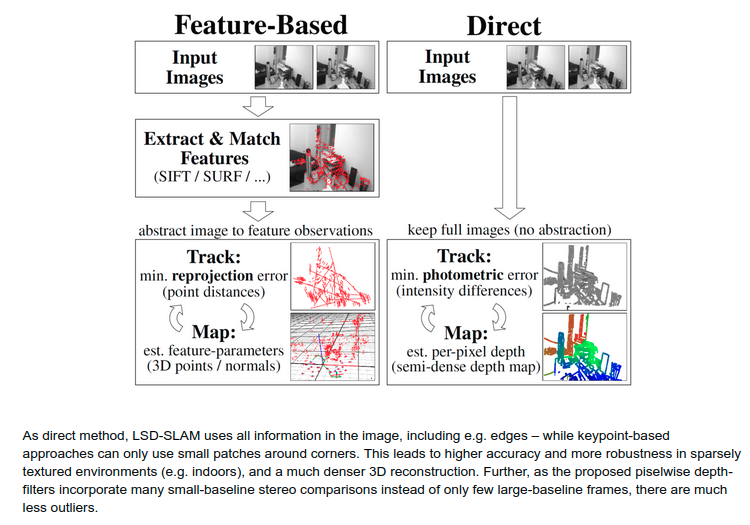 Feature-Based
Direct
Input
Images
Input
Images
Extract & Match
Features
(SIFT / SURF / ...)
abstract image to feature observations
keep full images (no abstraction)
Track:
min. reprojection error
(point distances)
Map:
est. feature-parameters
(3D points / normals)
Track:
min. photometric error
(intensity differences)
Map:
est. per-pixel depth
(semi-dense depth map)
As direct method, LSD-SLAM uses all information in the image, including e.g. edges – while keypoint-based
approaches can only use small patches around corners. This leads to higher accuracy and more robustness in sparsely
textured environments (e.g. indoors), and a much denser 3D reconstruction. Further, as the proposed piselwise depth-
filters incorporate many small-baseline stereo comparisons instead of only few large-baseline frames, there are much
less outliers.